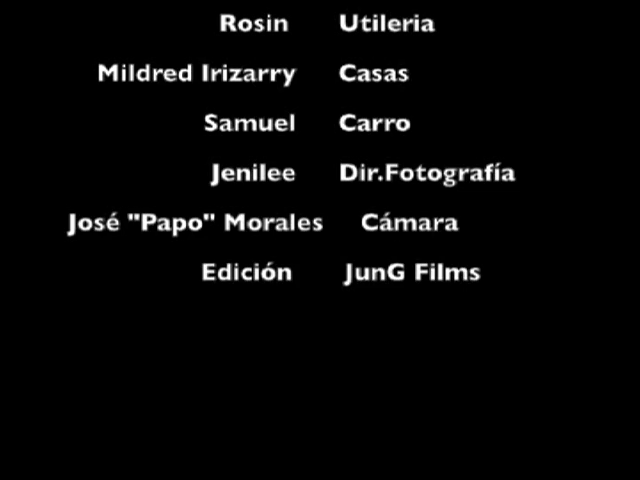 Rosin Utileria
Mildred Irizarry Casas
Samuel Carro
Jenilee Dir.Fotografía
José "Papo" Morales Cámara
Edición JunG Films